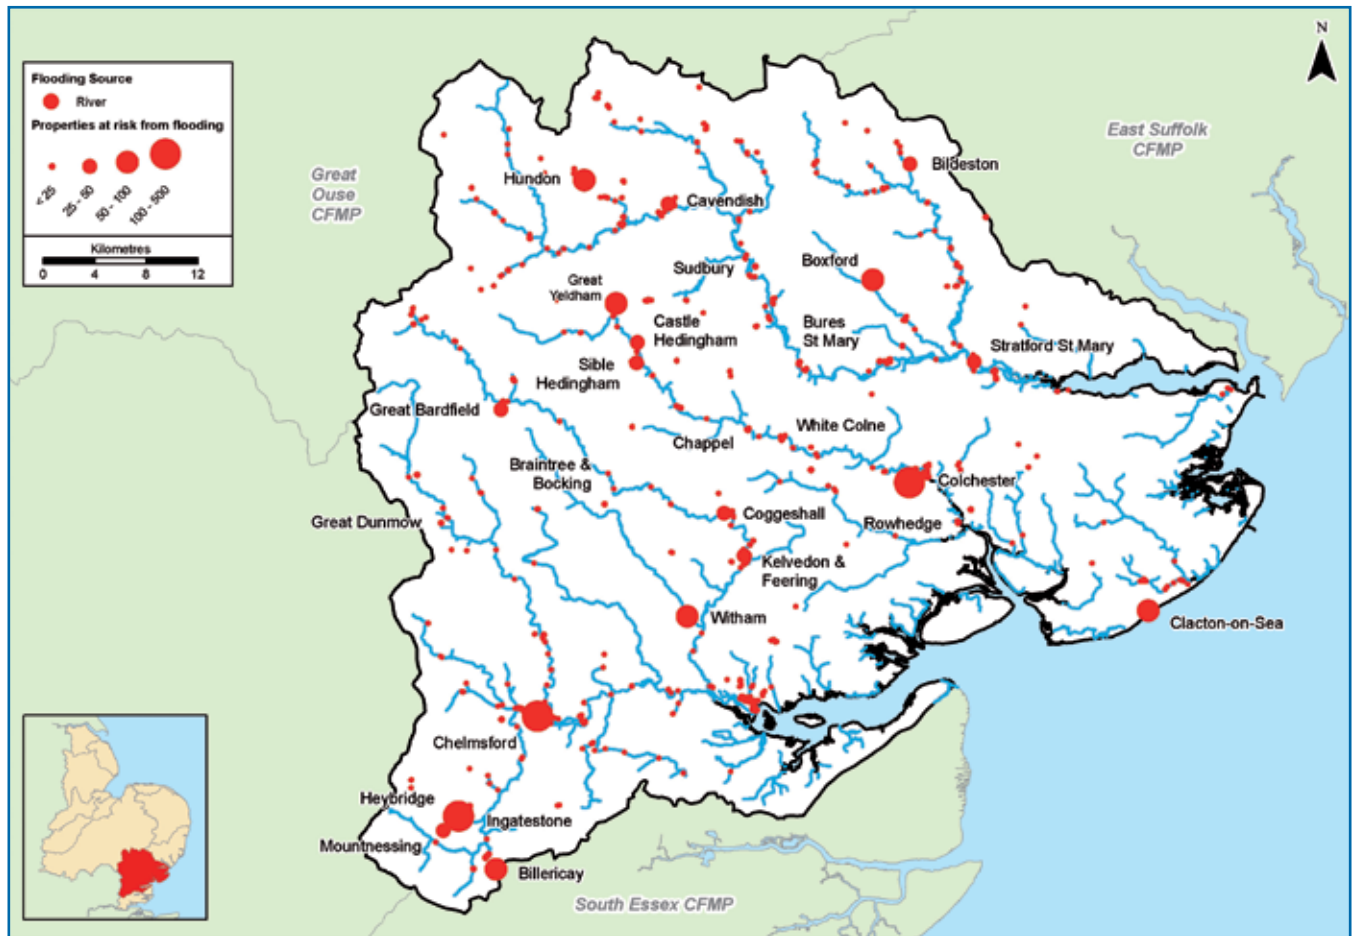 N
Flooding Source
River
Properties at risk from flooding
< 25
25 - 50
50 - 100
100 - 500
Kilometres
0 4 8 12
Great
Ouse
CFMP
East Suffolk
CFMP
Hundon
Bildeston
Cavendish
Sudbury
Boxford
Great
Yeldham
Castle
Hedingham
Bures
St Mary
Stratford St Mary
Sible
Hedingham
Great Bardfield
White Colne
Chappel
Braintree &
Bocking
Colchester
Great Dunmow
Coggeshall
Rowhedge
Kelvedon &
Feering
Witham
Clacton-on-Sea
Chelmsford
Heybridge
Ingatestone
Mountnessing
Billericay
South Essex CFMP